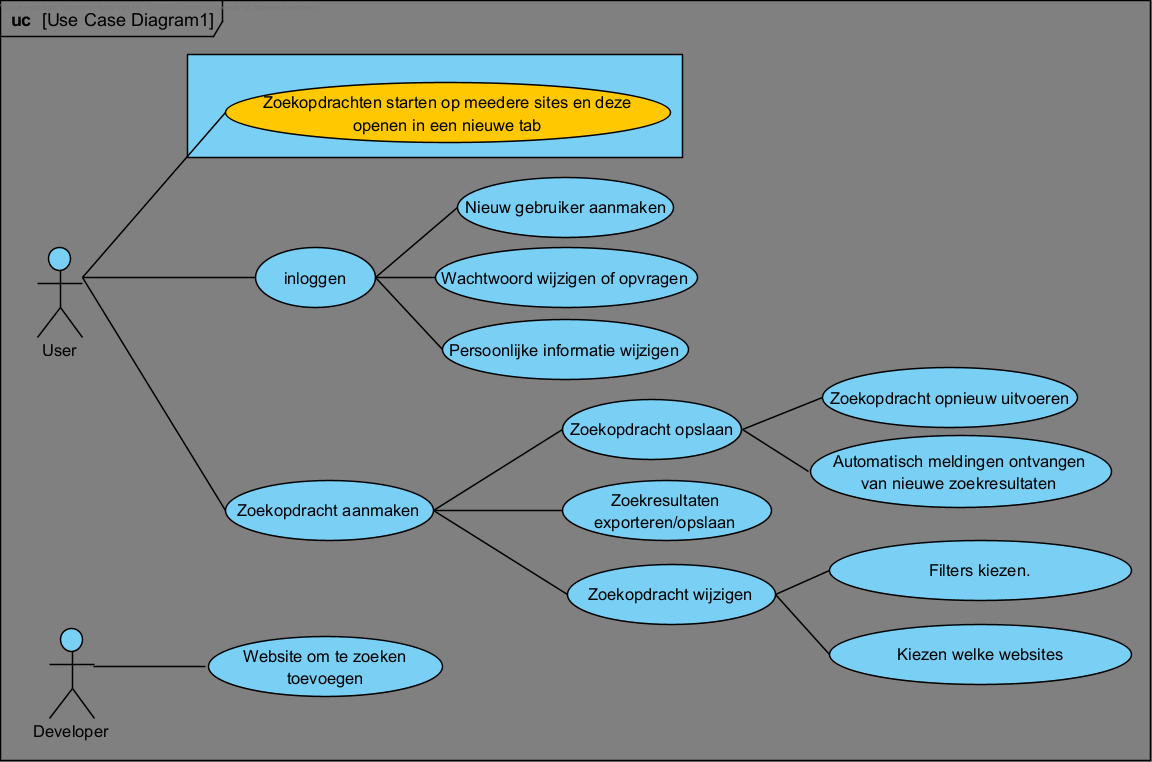 uc [Use Case Diagram1]
Zoekopdrachten starten op meedere sites en deze
openen in een nieuwe tab
Nieuw gebruiker aanmaken
inloggen
Wachtwoord wijzigen of opvragen
Persoonlijke informatie wijzigen
User
Zoekopdracht opnieuw uitvoeren
Zoekopdracht opslaan
Automatisch meldingen ontvangen
van nieuwe zoekresultaten
Zoekopdracht aanmaken
Zoekresultaten
exporteren/opslaan
Filters kiezen.
Zoekopdracht wijzigen
Kiezen welke websites
Website om te zoeken
toevoegen
Developer